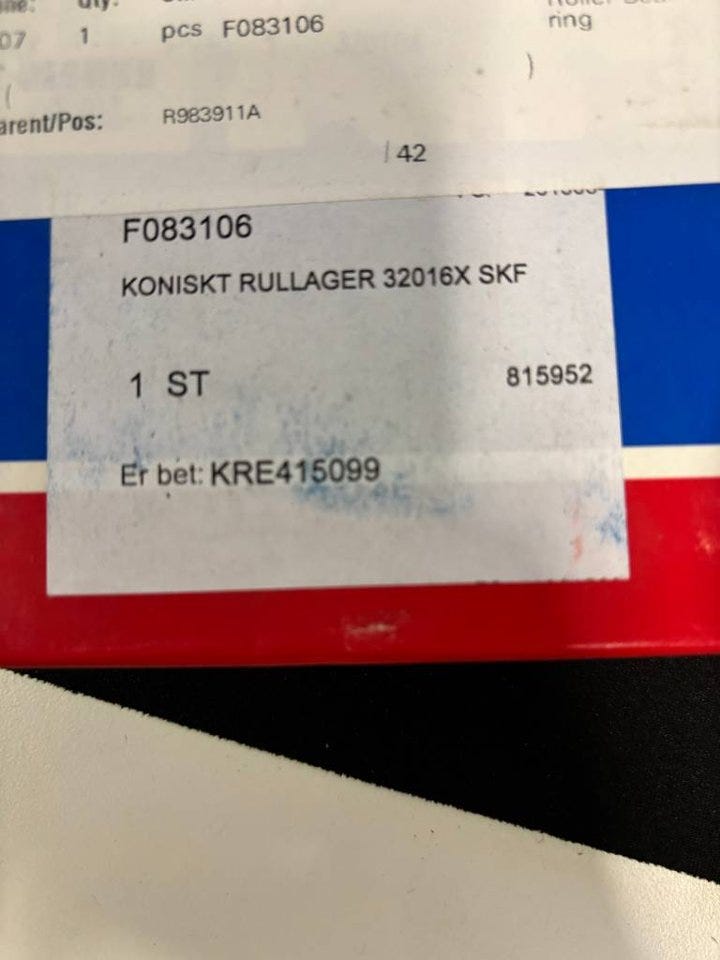 07 1 pcs F083106 ring
( )
arent/Pos: R983911A
42
F083106
KONISKT RULLAGER 32016X SKF
1 ST 815952
Er bet: KRE415099